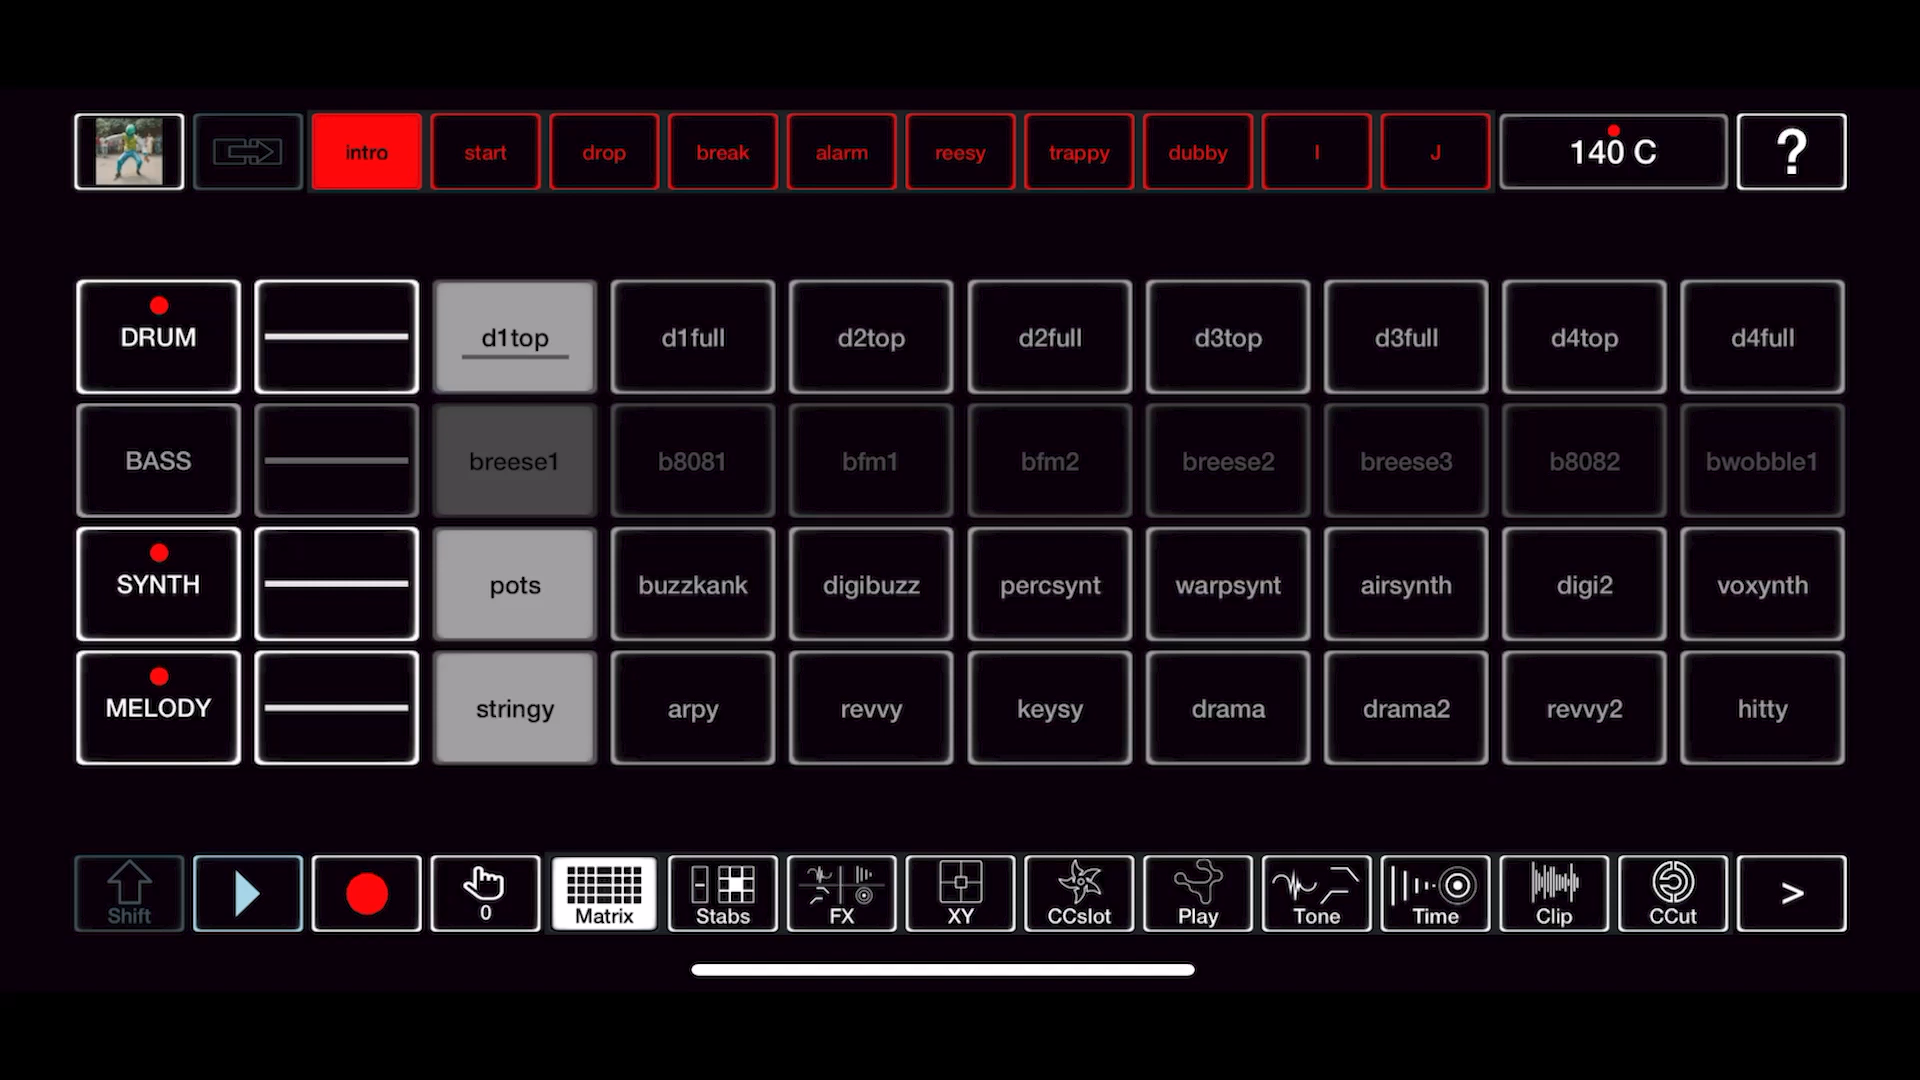 intro start drop break alarm reesy trappy dubby I J 140 C ?
DRUM d1top d1full d2top d2full d3top d3full d4top d4full
BASS breese1 b8081 bfm1 bfm2 breese2 breese3 b8082 bwobble1
SYNTH pots buzzkank digibuzz percsynt warpsynt airsynth digi2 voxynth
MELODY stringy arpy revvy keysy drama drama2 revvy2 hitty
Shift 0 Matrix Stabs FX XY CCslot Play Tone Time Clip CCut >